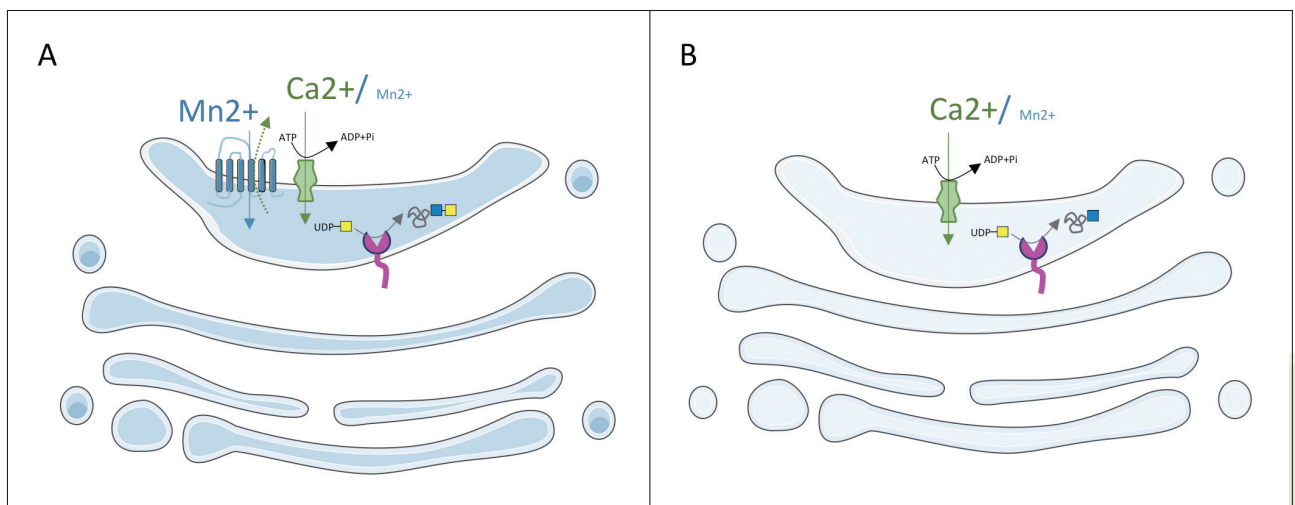 A
Ca2+/ Mn2+
Mn2+
ATP
ADP+Pi
UDP
B
Ca2+/ Mn2+
ATP
ADP+Pi
UDP